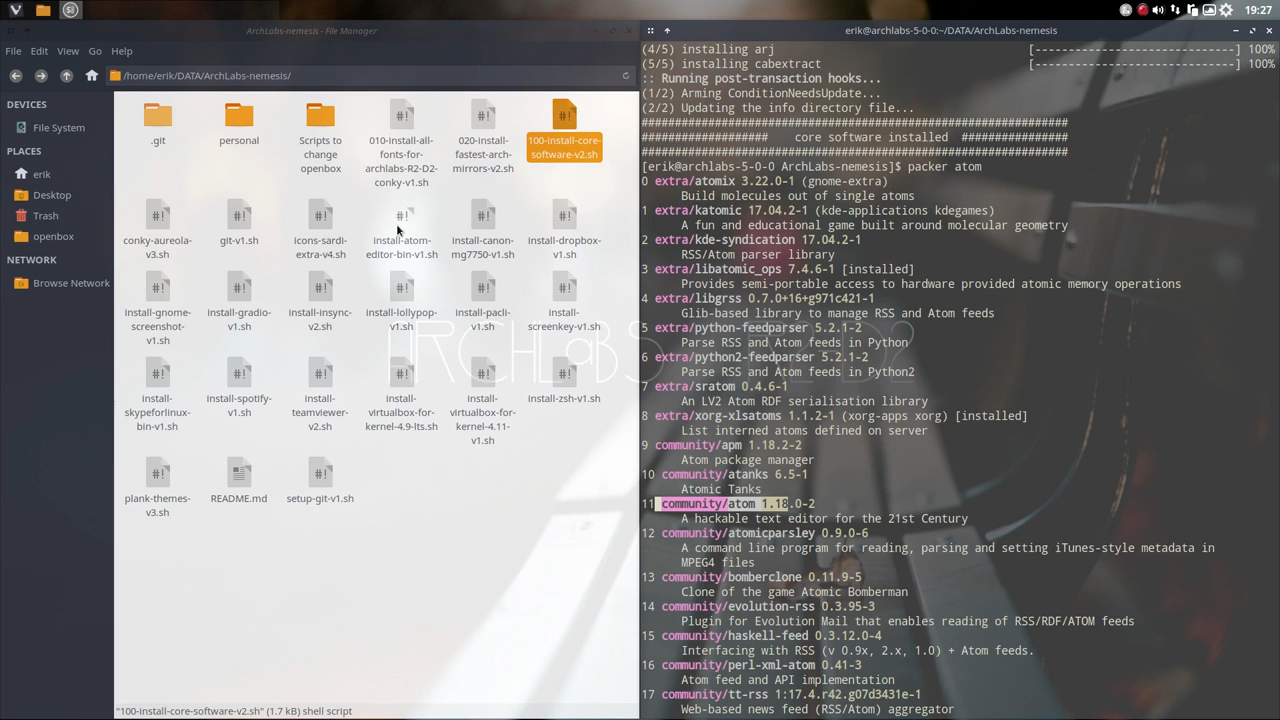 19:27
ArchLabs-nemesis - File Manager
File Edit View Go Help
/home/erik/DATA/ArchLabs-nemesis/
DEVICES
File System
PLACES
erik
Desktop
Trash
openbox
NETWORK
Browse Network
.git
personal
Scripts to
change
openbox
010-install-all-
fonts-for-
archlabs-R2-D2-
conky-v1.sh
020-install-
fastest-arch-
mirrors-v2.sh
100-install-core-
software-v2.sh
conky-aureola-
v3.sh
git-v1.sh
icons-sardi-
extra-v4.sh
install-atom-
editor-bin-v1.sh
install-canon-
mg7750-v1.sh
install-dropbox-
v1.sh
install-gnome-
screenshot-
v1.sh
install-gradio-
v1.sh
install-insync-
v2.sh
install-lollypop-
v1.sh
install-pacli-
v1.sh
install-
screenkey-v1.sh
install-
skypeforlinux-
bin-v1.sh
install-spotify-
v1.sh
install-
teamviewer-
v2.sh
install-
virtualbox-for-
kernel-4.9-lts.sh
install-
virtualbox-for-
kernel-4.11-
v1.sh
install-zsh-v1.sh
plank-themes-
v3.sh
README.md
setup-git-v1.sh
"100-install-core-software-v2.sh" (1.7 kB) shell script
erik@archlabs-5-0-0:~/DATA/ArchLabs-nemesis
(4/5) installing arj [------------------------------] 100%
(5/5) installing cabextract [------------------------------] 100%
:: Running post-transaction hooks...
(1/2) Arming ConditionNeedsUpdate...
(2/2) Updating the info directory file...
################################################################
################### core software installed ################
################################################################
[erik@archlabs-5-0-0 ArchLabs-nemesis]$ packer atom
0 extra/atomix 3.22.0-1 (gnome-extra)
Build molecules out of single atoms
1 extra/katomic 17.04.2-1 (kde-applications kdegames)
A fun and educational game built around molecular geometry
2 extra/kde-syndication 17.04.2-1
RSS/Atom parser library
3 extra/libatomic_ops 7.4.6-1 [installed]
Provides semi-portable access to hardware provided atomic memory operations
4 extra/libgrss 0.7.0+16+g971c421-1
Glib-based library to manage RSS and Atom feeds
5 extra/python-feedparser 5.2.1-2
Parse RSS and Atom feeds in Python
6 extra/python2-feedparser 5.2.1-2
Parse RSS and Atom feeds in Python2
7 extra/sratom 0.4.6-1
An LV2 Atom RDF serialisation library
8 extra/xorg-xlsatoms 1.1.2-1 (xorg-apps xorg) [installed]
List interned atoms defined on server
9 community/apm 1.18.2-2
Atom package manager
10 community/atanks 6.5-1
Atomic Tanks
11 community/atom 1.18.0-2
A hackable text editor for the 21st Century
12 community/atomicparsley 0.9.0-6
A command line program for reading, parsing and setting iTunes-style metadata in
MPEG4 files
13 community/bomberclone 0.11.9-5
Clone of the game Atomic Bomberman
14 community/evolution-rss 0.3.95-3
Plugin for Evolution Mail that enables reading of RSS/RDF/ATOM feeds
15 community/haskell-feed 0.3.12.0-4
Interfacing with RSS (v 0.9x, 2.x, 1.0) + Atom feeds.
16 community/perl-xml-atom 0.41-3
Atom feed and API implementation
17 community/tt-rss 1:17.4.r42.g07d3431e-1
Web-based news feed (RSS/Atom) aggregator